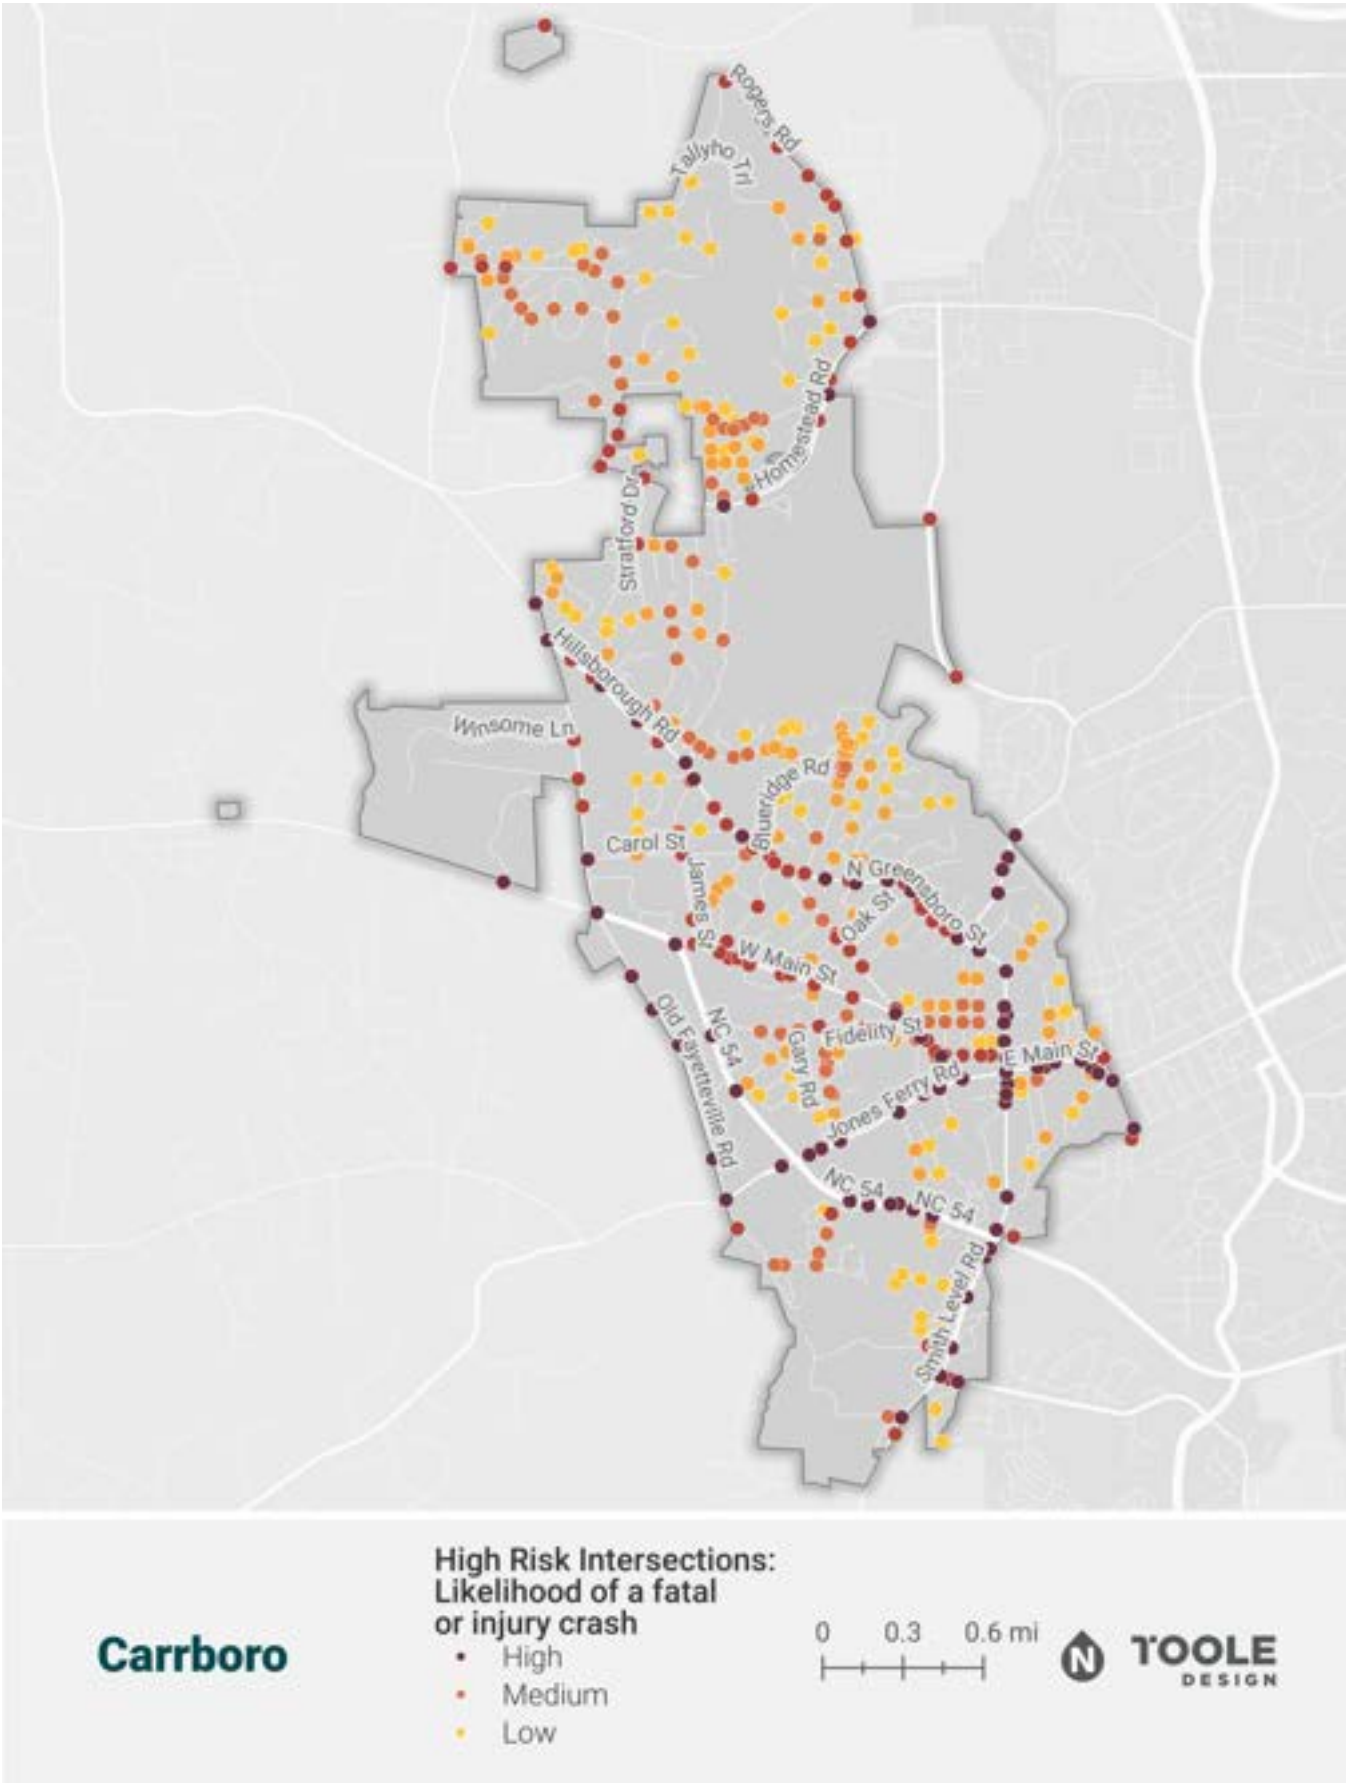 Rogers Rd
Tallyho Trl
Homestead Rd
Stratford Dr
Hillsborough Rd
Winsome Ln
Blueridge Rd
Carol St
James St
N Greensboro St
Oak St
W Main St
Old Fayetteville Rd
NC 54
Gary Rd
Fidelity St
E Main St
Jones Ferry Rd
NC 54
NC 54
Smith Level Rd
Carrboro
High Risk Intersections:
Likelihood of a fatal
or injury crash
High
Medium
Low
0 0.3 0.6 mi
N
TOOLE
DESIGN